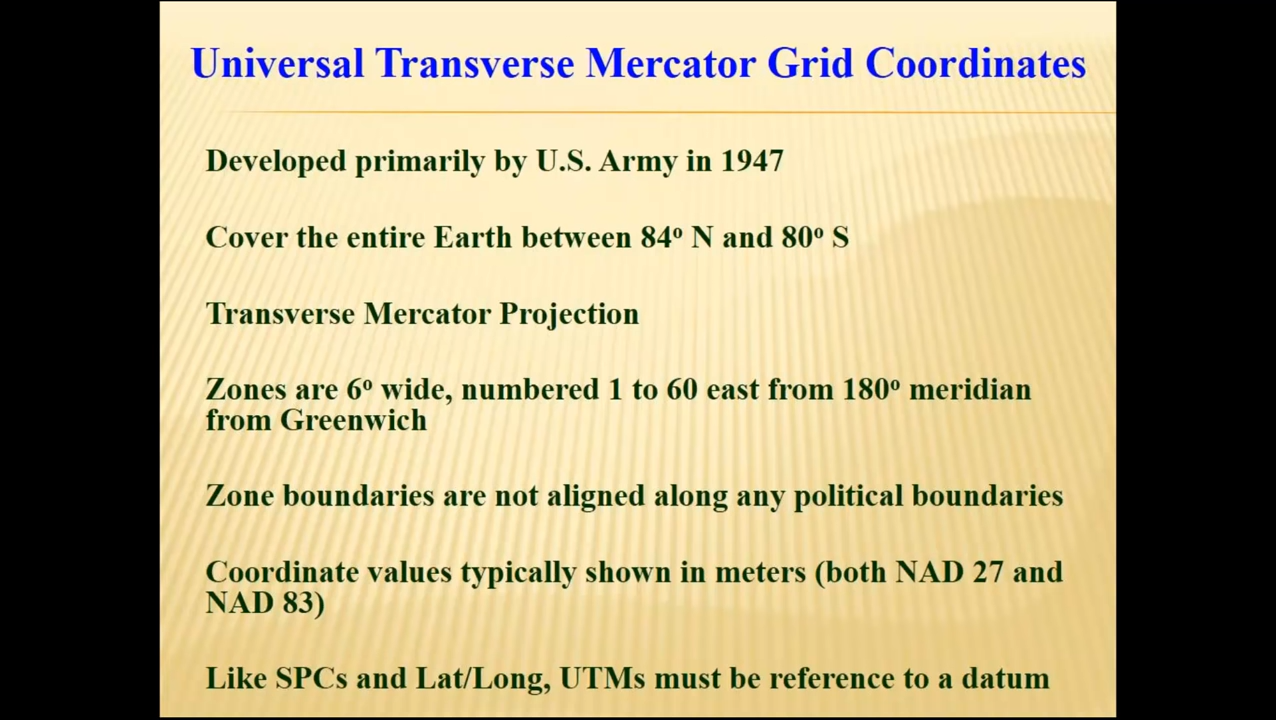 Universal Transverse Mercator Grid Coordinates
Developed primarily by U.S. Army in 1947
Cover the entire Earth between 84º N and 80º S
Transverse Mercator Projection
Zones are 6º wide, numbered 1 to 60 east from 180º meridian
from Greenwich
Zone boundaries are not aligned along any political boundaries
Coordinate values typically shown in meters (both NAD 27 and
NAD 83)
Like SPCs and Lat/Long, UTMs must be reference to a datum